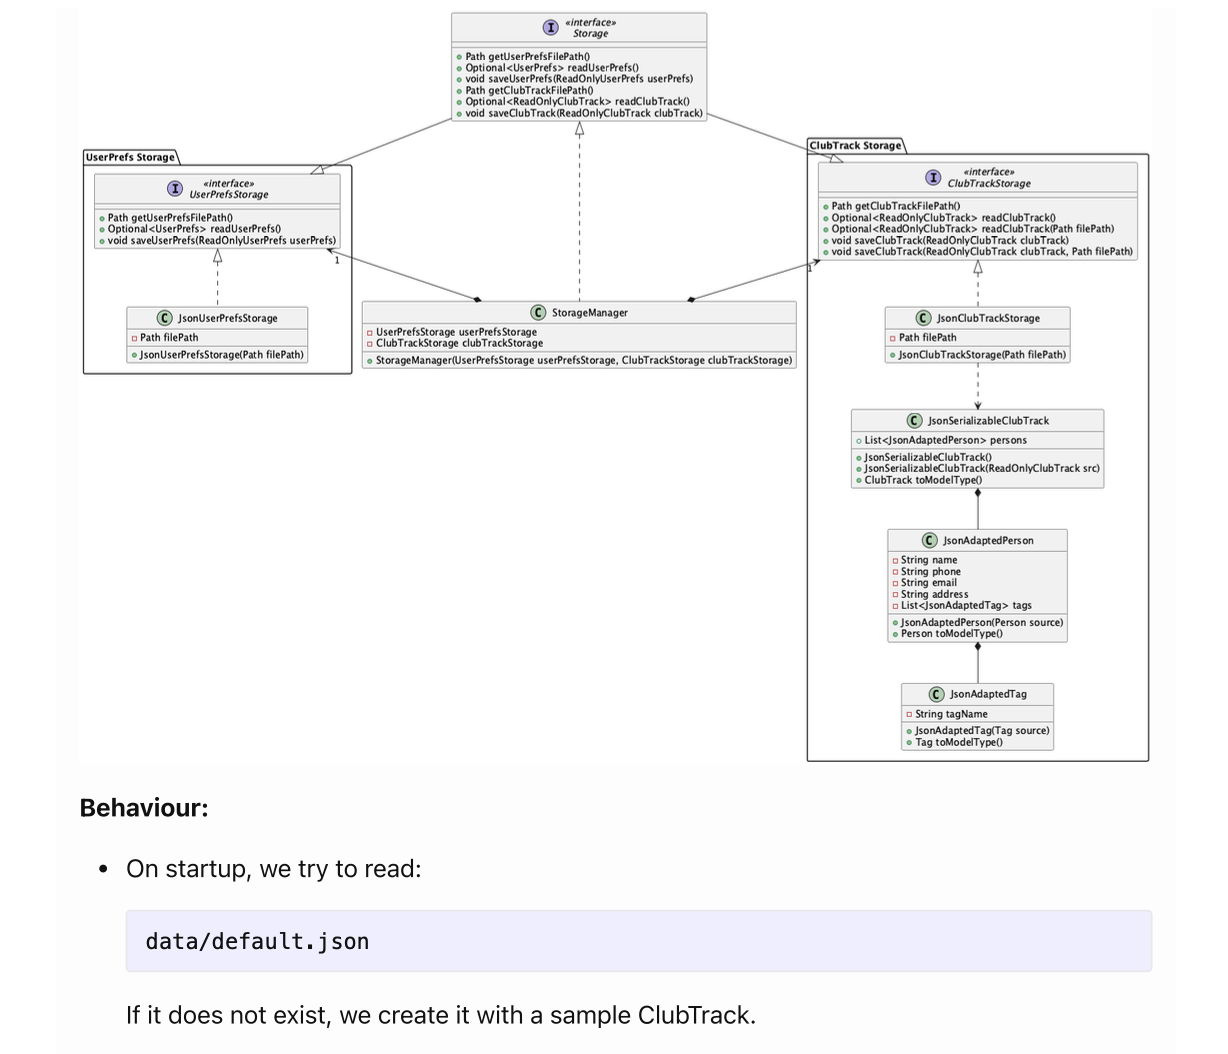 I «interface»
Storage
Path getUserPrefsFilePath()
Optional<UserPrefs> readUserPrefs()
void saveUserPrefs(ReadOnlyUserPrefs userPrefs)
Path getClubTrackFilePath()
Optional<ReadOnlyClubTrack> readClubTrack()
void saveClubTrack(ReadOnlyClubTrack clubTrack)
UserPrefs Storage
I «interface»
UserPrefsStorage
Path getUserPrefsFilePath()
Optional<UserPrefs> readUserPrefs()
void saveUserPrefs(ReadOnlyUserPrefs userPrefs)
1
C JsonUserPrefsStorage
Path filePath
JsonUserPrefsStorage(Path filePath)
C StorageManager
UserPrefsStorage userPrefsStorage
ClubTrackStorage clubTrackStorage
StorageManager(UserPrefsStorage userPrefsStorage, ClubTrackStorage clubTrackStorage)
ClubTrack Storage
I «interface»
ClubTrackStorage
Path getClubTrackFilePath()
Optional<ReadOnlyClubTrack> readClubTrack()
Optional<ReadOnlyClubTrack> readClubTrack(Path filePath)
void saveClubTrack(ReadOnlyClubTrack clubTrack)
void saveClubTrack(ReadOnlyClubTrack clubTrack, Path filePath)
1
C JsonClubTrackStorage
Path filePath
JsonClubTrackStorage(Path filePath)
C JsonSerializableClubTrack
List<JsonAdaptedPerson> persons
JsonSerializableClubTrack()
JsonSerializableClubTrack(ReadOnlyClubTrack src)
ClubTrack toModelType()
C JsonAdaptedPerson
String name
String phone
String email
String address
List<JsonAdaptedTag> tags
JsonAdaptedPerson(Person source)
Person toModelType()
C JsonAdaptedTag
String tagName
JsonAdaptedTag(Tag source)
Tag toModelType()
Behaviour:
• On startup, we try to read:
data/default.json
If it does not exist, we create it with a sample ClubTrack.